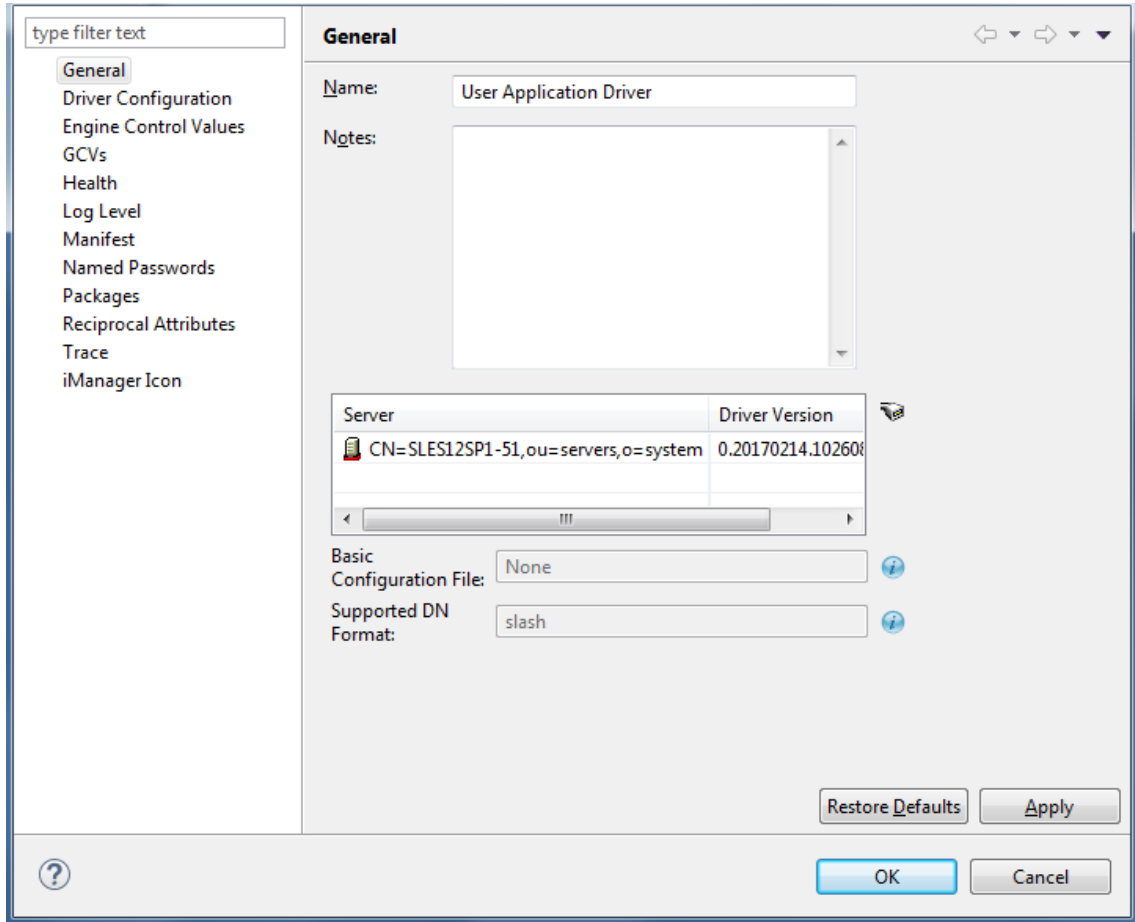 type filter text
General
Driver Configuration
Engine Control Values
GCVs
Health
Log Level
Manifest
Named Passwords
Packages
Reciprocal Attributes
Trace
iManager Icon
General
Name: User Application Driver
Notes:
Server Driver Version
CN=SLES12SP1-51,ou=servers,o=system 0.20170214.102608
Basic
Configuration File: None
Supported DN
Format: slash
Restore Defaults Apply
OK Cancel